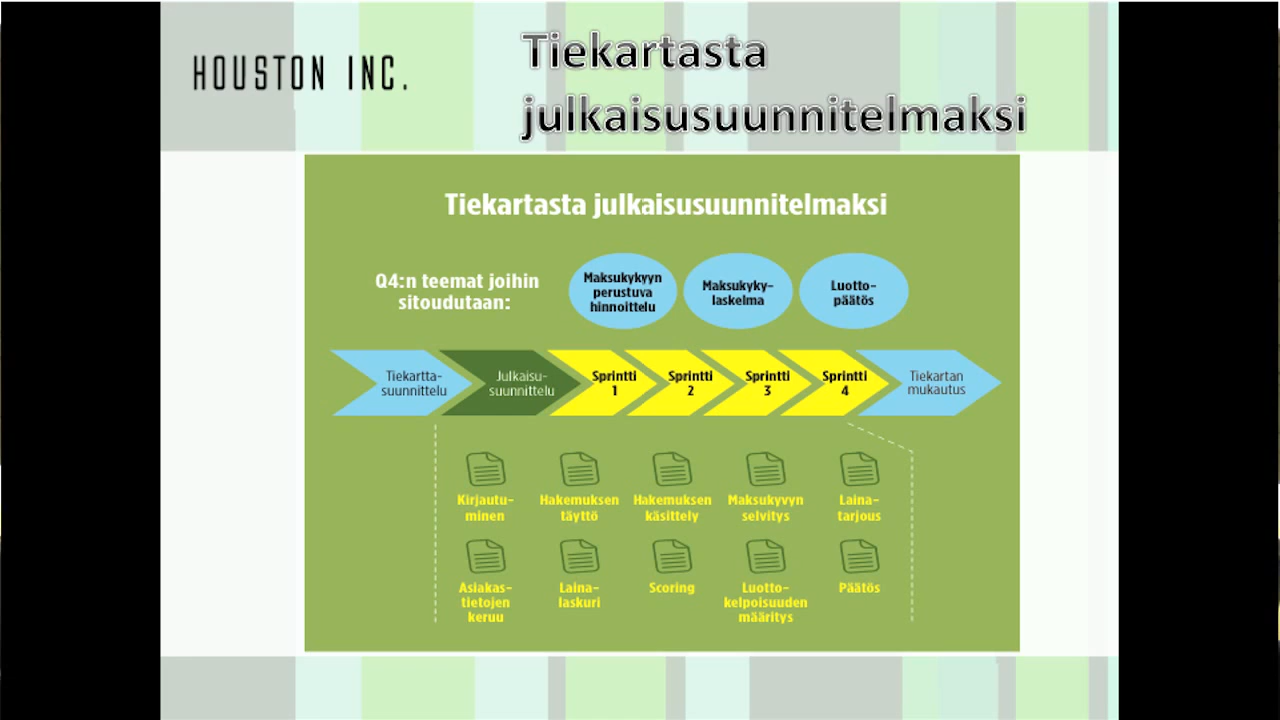 HOUSTON INC.
Tiekartasta
julkaisusuunnitelmaksi
Tiekartasta julkaisusuunnitelmaksi
Q4:n teemat joihin
sitoudutaan:
Maksukykyyn
perustuva
hinnoittelu
Maksukyky-
laskelma
Luotto-
päätös
Tiekartta-
suunnittelu
Julkaisu-
suunnittelu
Sprintti
1
Sprintti
2
Sprintti
3
Sprintti
4
Tiekartan
mukautus
Kirjautu-
minen
Hakemuksen
täyttö
Hakemuksen
käsittely
Maksukyvyn
selvitys
Laina-
tarjous
Asiakas-
tietojen
keruu
Laina-
laskuri
Scoring
Luotto-
kelpoisuuden
määritys
Päätös